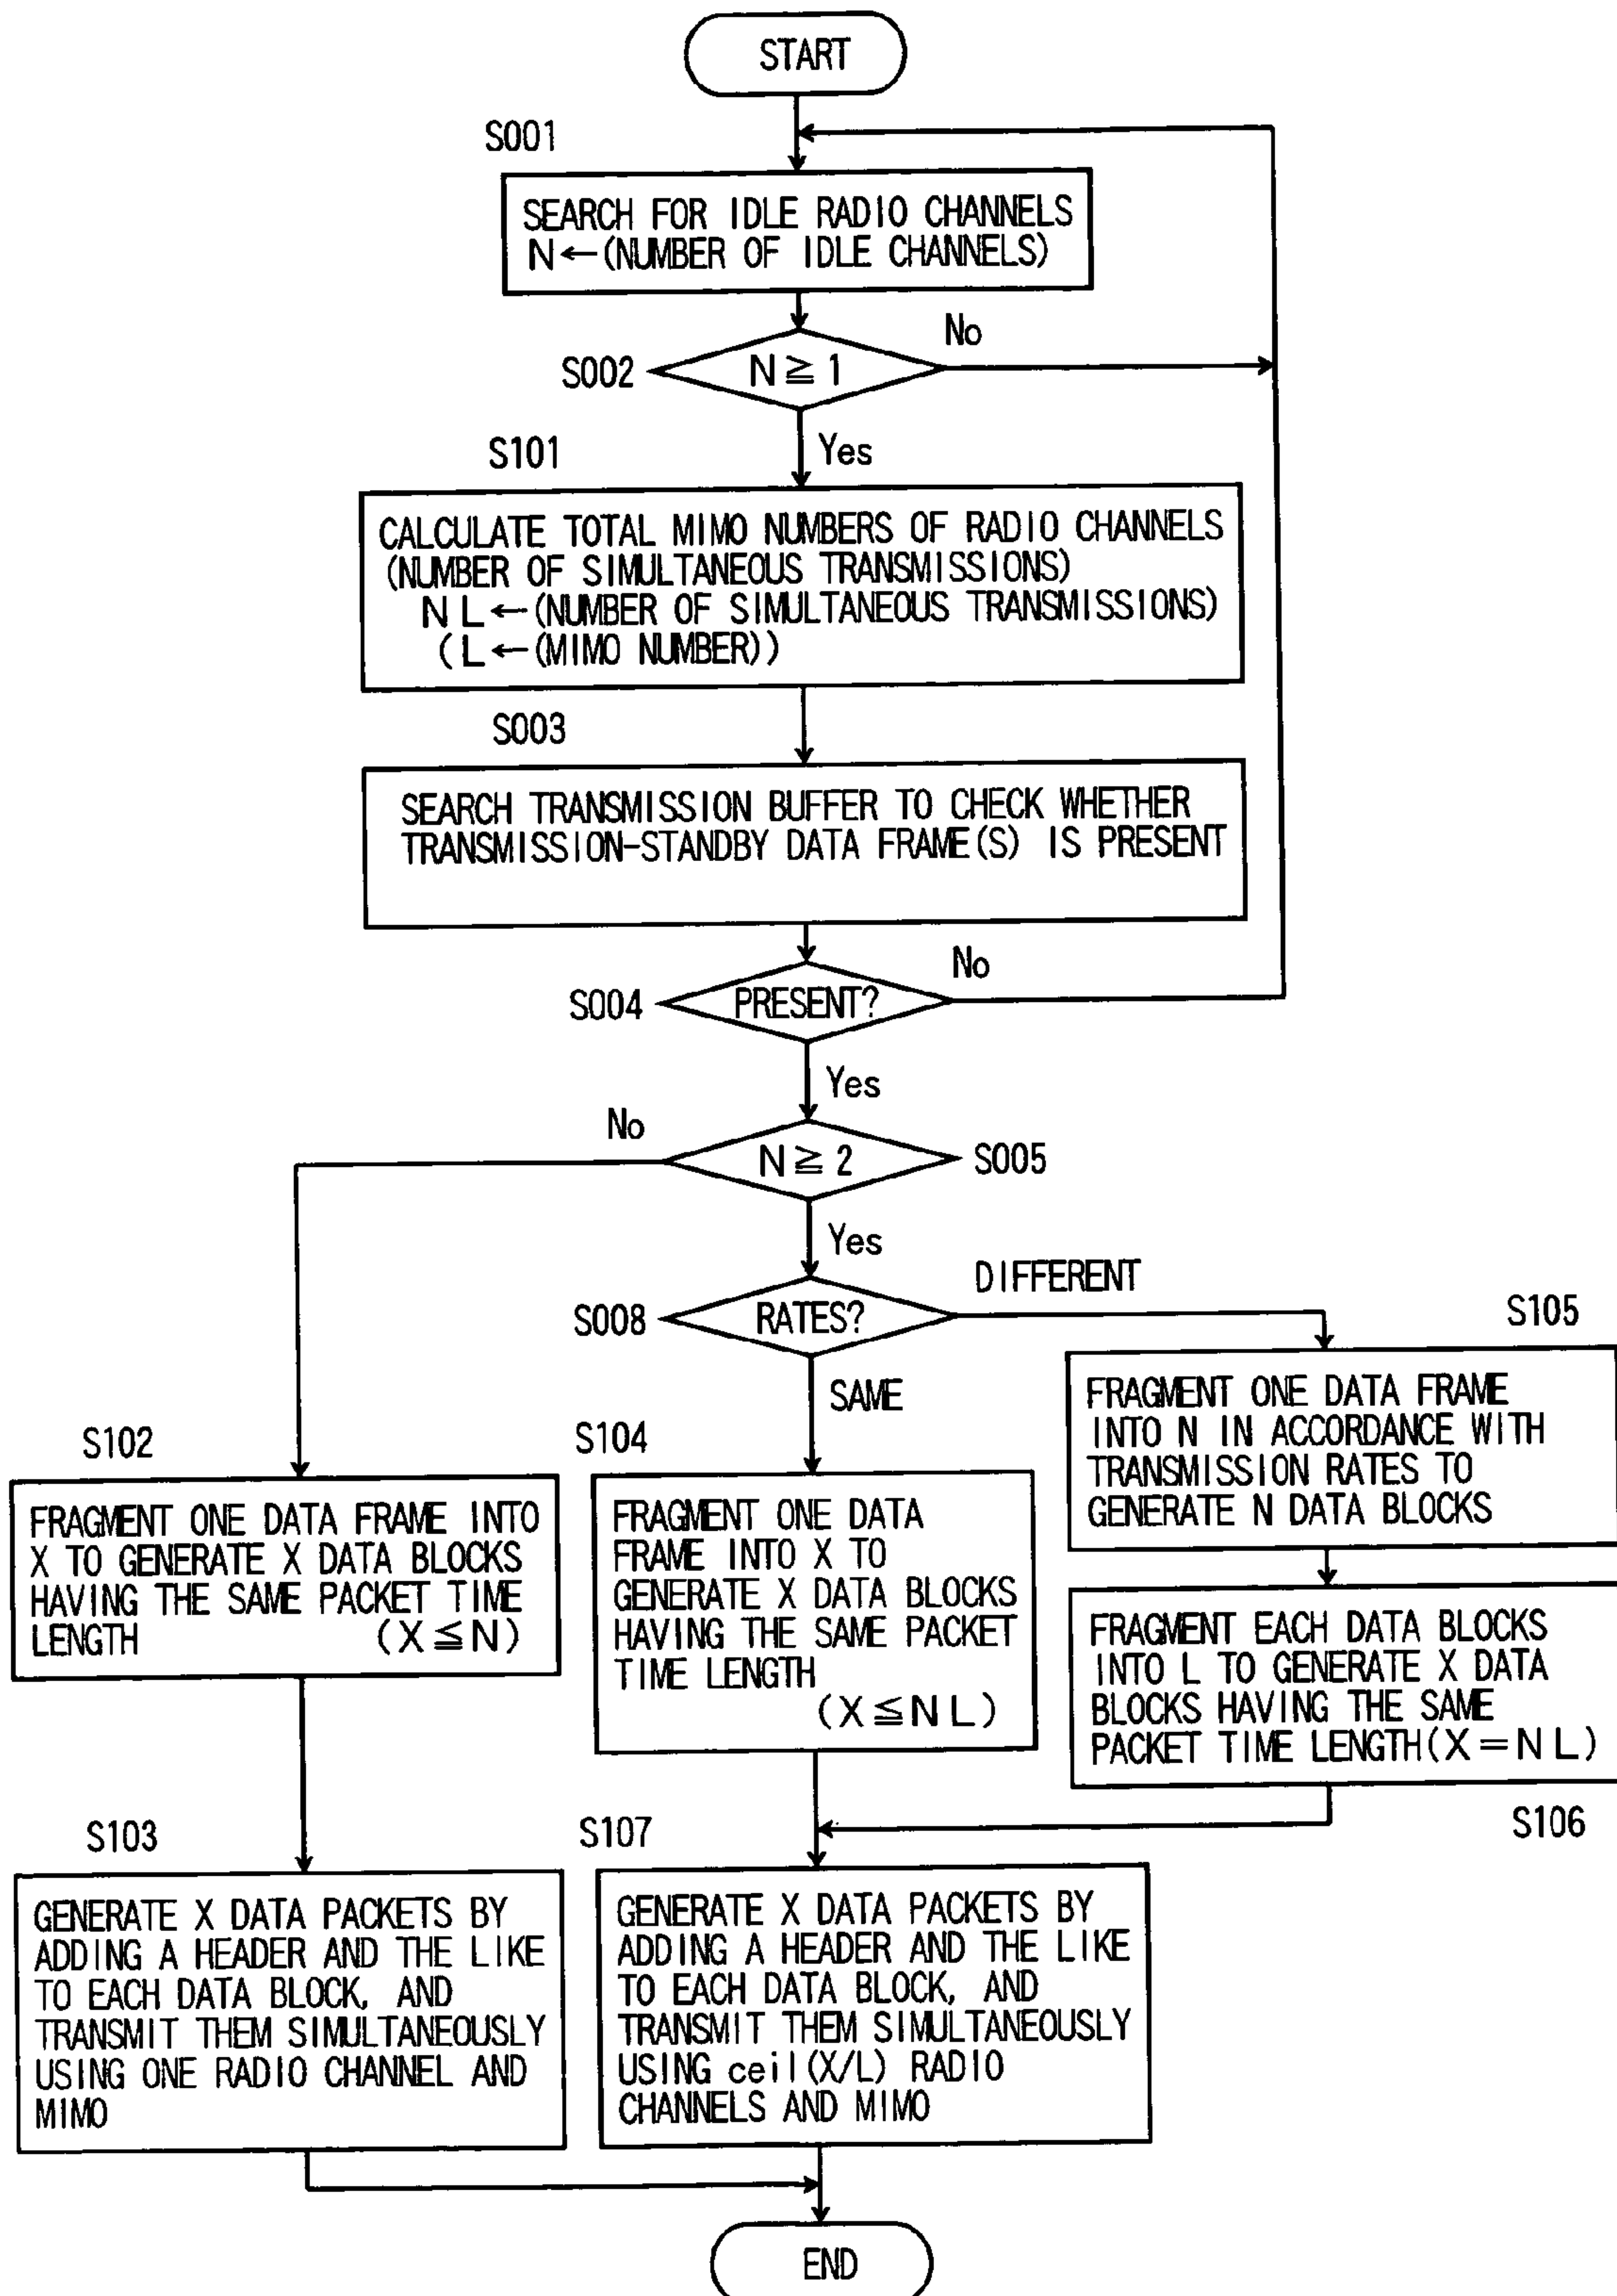 START
S001
SEARCH FOR IDLE RADIO CHANNELS
N←(NUMBER OF IDLE CHANNELS)
No
S002
N≧1
Yes
S101
CALCULATE TOTAL MIMO NUMBERS OF RADIO CHANNELS
(NUMBER OF SIMULTANEOUS TRANSMISSIONS)
NL←(NUMBER OF SIMULTANEOUS TRANSMISSIONS)
(L←(MIMO NUMBER))
S003
SEARCH TRANSMISSION BUFFER TO CHECK WHETHER
TRANSMISSION-STANDBY DATA FRAME(S) IS PRESENT
No
S004
PRESENT?
Yes
No
N≧2
S005
Yes
DIFFERENT
S008
RATES?
SAME
S105
FRAGMENT ONE DATA FRAME
INTO N IN ACCORDANCE WITH
TRANSMISSION RATES TO
GENERATE N DATA BLOCKS
S102
FRAGMENT ONE DATA FRAME INTO
X TO GENERATE X DATA BLOCKS
HAVING THE SAME PACKET TIME
LENGTH (X≦N)
S104
FRAGMENT ONE DATA
FRAME INTO X TO
GENERATE X DATA BLOCKS
HAVING THE SAME PACKET
TIME LENGTH
(X≦NL)
FRAGMENT EACH DATA BLOCKS
INTO L TO GENERATE X DATA
BLOCKS HAVING THE SAME
PACKET TIME LENGTH(X=NL)
S106
S103
GENERATE X DATA PACKETS BY
ADDING A HEADER AND THE LIKE
TO EACH DATA BLOCK, AND
TRANSMIT THEM SIMULTANEOUSLY
USING ONE RADIO CHANNEL AND
MIMO
S107
GENERATE X DATA PACKETS BY
ADDING A HEADER AND THE LIKE
TO EACH DATA BLOCK, AND
TRANSMIT THEM SIMULTANEOUSLY
USING ceil(X/L) RADIO
CHANNELS AND MIMO
END